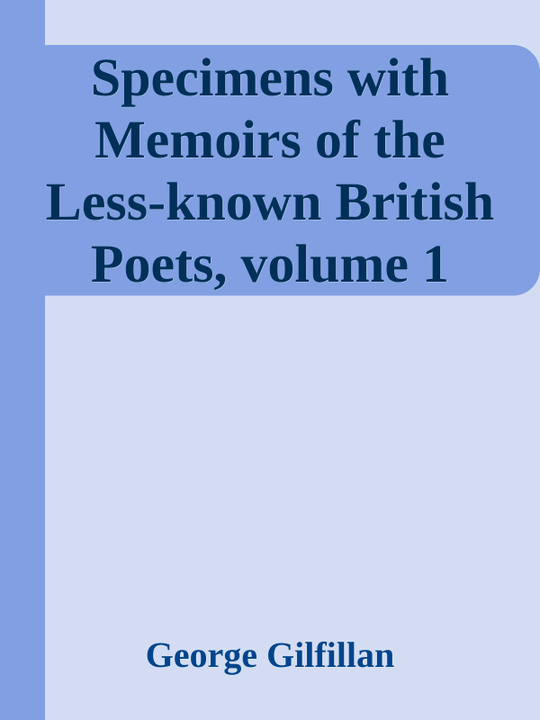 Specimens with
Memoirs of the
Less-known British
Poets, volume 1
George Gilfillan